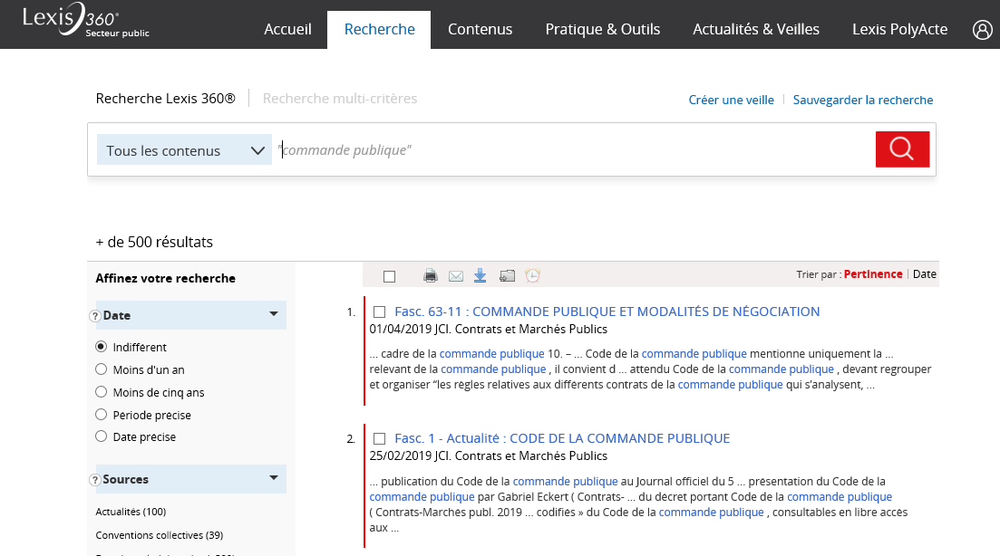 Lexis 360®
Secteur public
Accueil
Recherche
Contenus
Pratique & Outils
Actualités & Veilles
Lexis PolyActe
Recherche Lexis 360®
Recherche multi-critères
Créer une veille
Sauvegarder la recherche
Tous les contenus
"commande publique"
+ de 500 résultats
Affinez votre recherche
? Date
Indifférent
Moins d'un an
Moins de cinq ans
Période précise
Date précise
? Sources
Actualités (100)
Conventions collectives (39)
Trier par : Pertinence | Date
1. Fasc. 63-11 : COMMANDE PUBLIQUE ET MODALITÉS DE NÉGOCIATION
01/04/2019 JCl. Contrats et Marchés Publics
... cadre de la commande publique 10. – ... Code de la commande publique mentionne uniquement la ...
relevant de la commande publique , il convient d ... attendu Code de la commande publique , devant regrouper
et organiser “les règles relatives aux différents contrats de la commande publique qui s’analysent, ...
2. Fasc. 1 - Actualité : CODE DE LA COMMANDE PUBLIQUE
25/02/2019 JCl. Contrats et Marchés Publics
... publication du Code de la commande publique au Journal officiel du 5 ... présentation du Code de la
commande publique par Gabriel Eckert ( Contrats- ... du décret portant Code de la commande publique
( Contrats-Marchés publ. 2019 ... codifiés » du Code de la commande publique , consultables en libre accès
aux ...